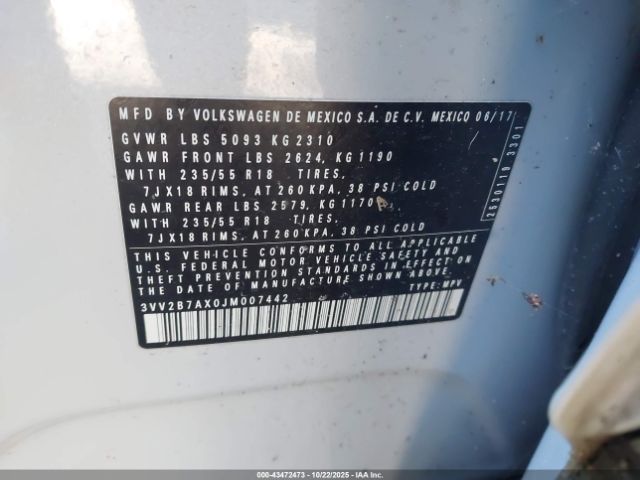 MFD BY VOLKSWAGEN DE MEXICO S.A. DE C.V. MEXICO 06/17
GVWR LBS 5093 KG 2310
GAWR FRONT LBS 2624, KG 1190
WITH 235/55 R18 TIRES,
7JX18 RIMS, AT 260 KPA, 38 PSI COLD
GAWR REAR LBS 2579, KG 1170
WITH 235/55 R18 TIRES,
7JX18 RIMS, AT 260 KPA, 38 PSI COLD
THIS VEHICLE CONFORMS TO ALL APPLICABLE
U.S. FEDERAL MOTOR VEHICLE SAFETY AND
THEFT PREVENTION STANDARDS IN EFFECT ON
THE DATE OF MANUFACTURE SHOWN ABOVE.
3VV2B7AX0JM007442 TYPE: MPV
2530119 3301
000-43472473 - 10/22/2025 - IAAI.com